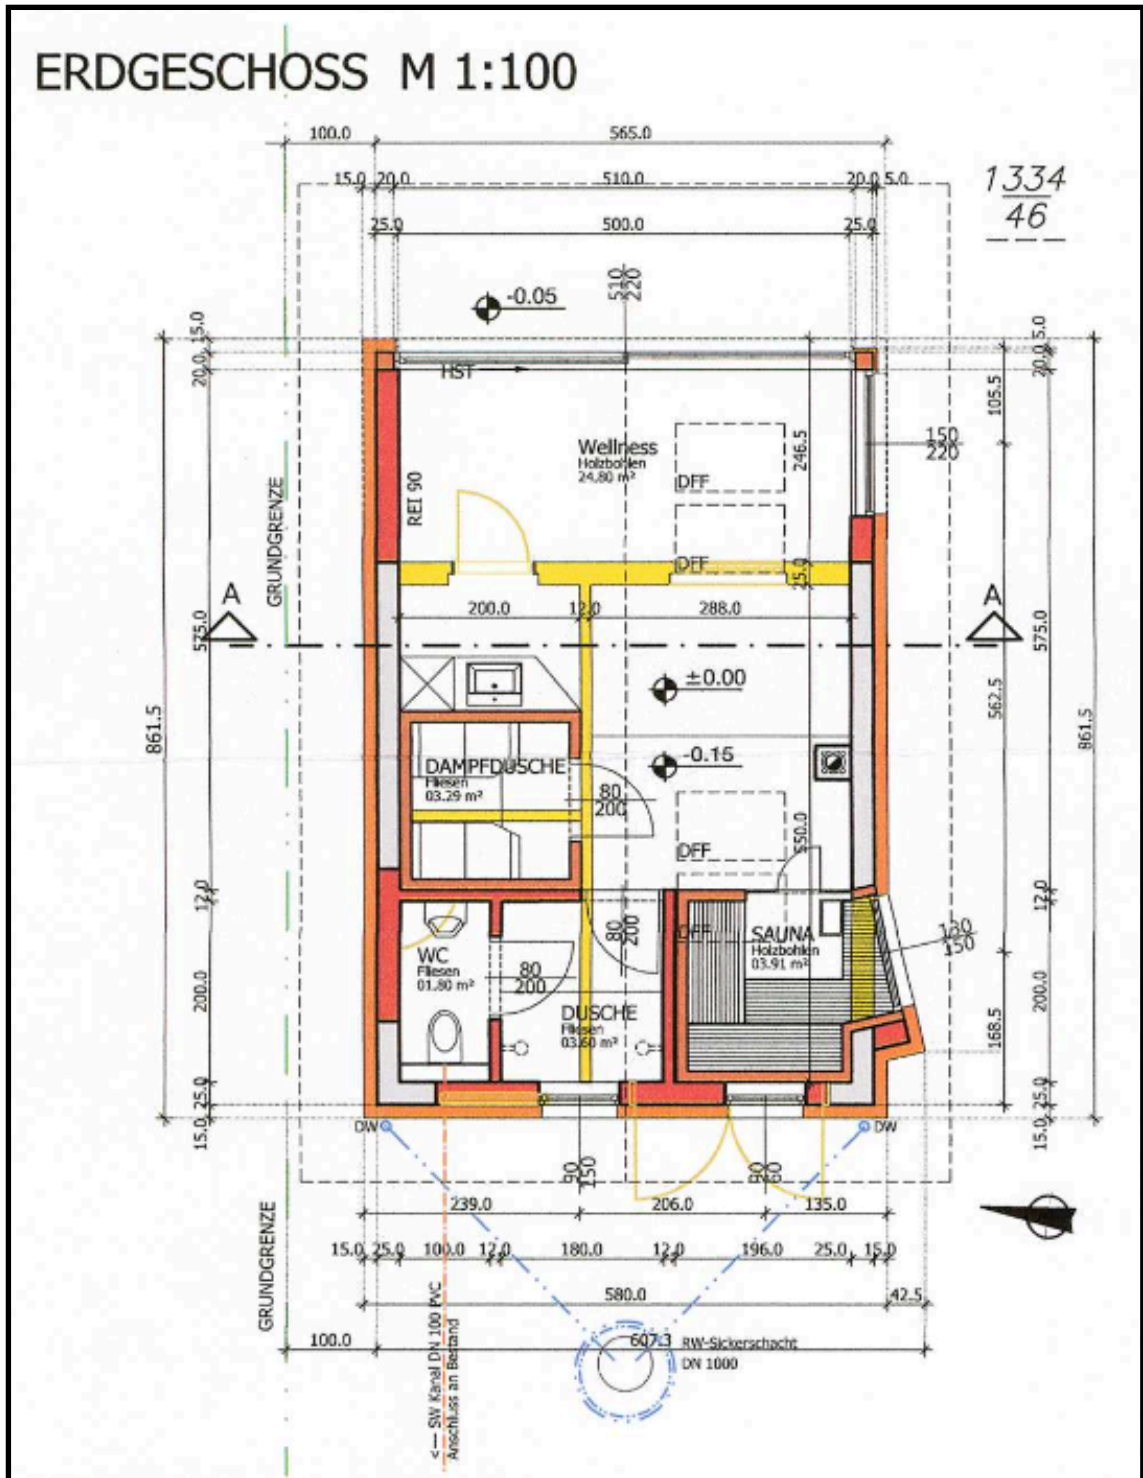 ERDGESCHOSS M 1:100
100.0
565.0
15.0
20.0
510.0
20.0
5.0
1334
46
25.0
500.0
25.0
510
220
-0.05
15.0
20.0
HST
15.0
20.0
105.5
Wellness
Holzbohlen
24.80 m²
246.5
150
220
DFF
REI 90
GRUNDGRENZE
DFF
25.0
A
200.0
12.0
288.0
A
575.0
575.0
±0.00
562.5
861.5
-0.15
861.5
DAMPFDUSCHE
Fliesen
03.29 m²
80
200
550.0
DFF
12.0
12.0
80
200
DFF
SAUNA
Holzbohlen
03.91 m²
130
150
WC
Fliesen
01.80 m²
80
200
200.0
200.0
DUSCHE
Fliesen
03.60 m²
168.5
25.0
25.0
15.0
15.0
DW
DW
90
150
90
60
239.0
206.0
135.0
GRUNDGRENZE
15.0
25.0
100.0
12.0
180.0
12.0
196.0
25.0
15.0
580.0
42.5
100.0
607.3
RW-Sickerschacht
DN 1000
<— SW Kanal DN 100 PVC
Anschluss an Bestand